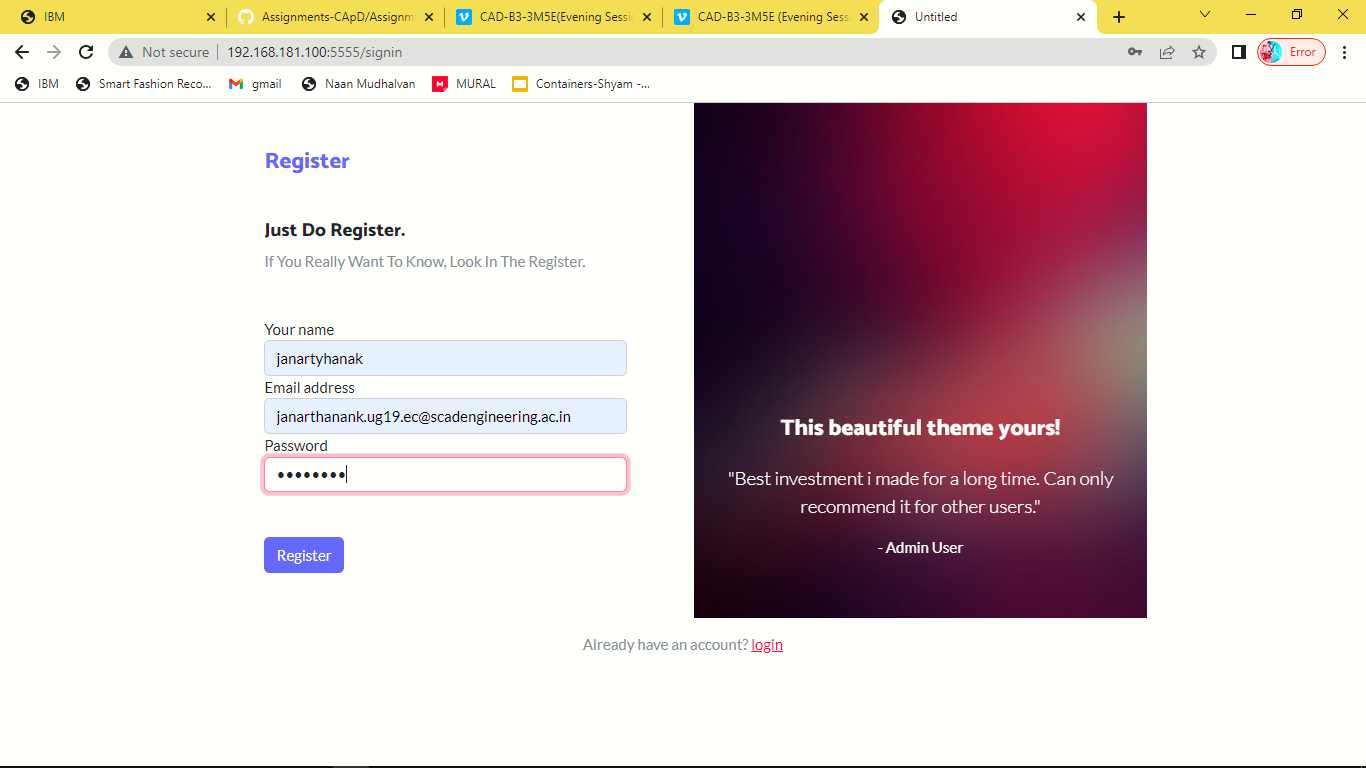 IBM
Assignments-CApD/Assignm
CAD-B3-3M5E(Evening Sessi
CAD-B3-3M5E (Evening Sess
Untitled
Not secure
192.168.181.100:5555/signin
Error
IBM
Smart Fashion Reco...
gmail
Naan Mudhalvan
MURAL
Containers-Shyam -...
Register
Just Do Register.
If You Really Want To Know, Look In The Register.
Your name
janartyhanak
Email address
janarthanank.ug19.ec@scadengineering.ac.in
Password
••••••••
Register
This beautiful theme yours!
"Best investment i made for a long time. Can only
recommend it for other users."
- Admin User
Already have an account? login